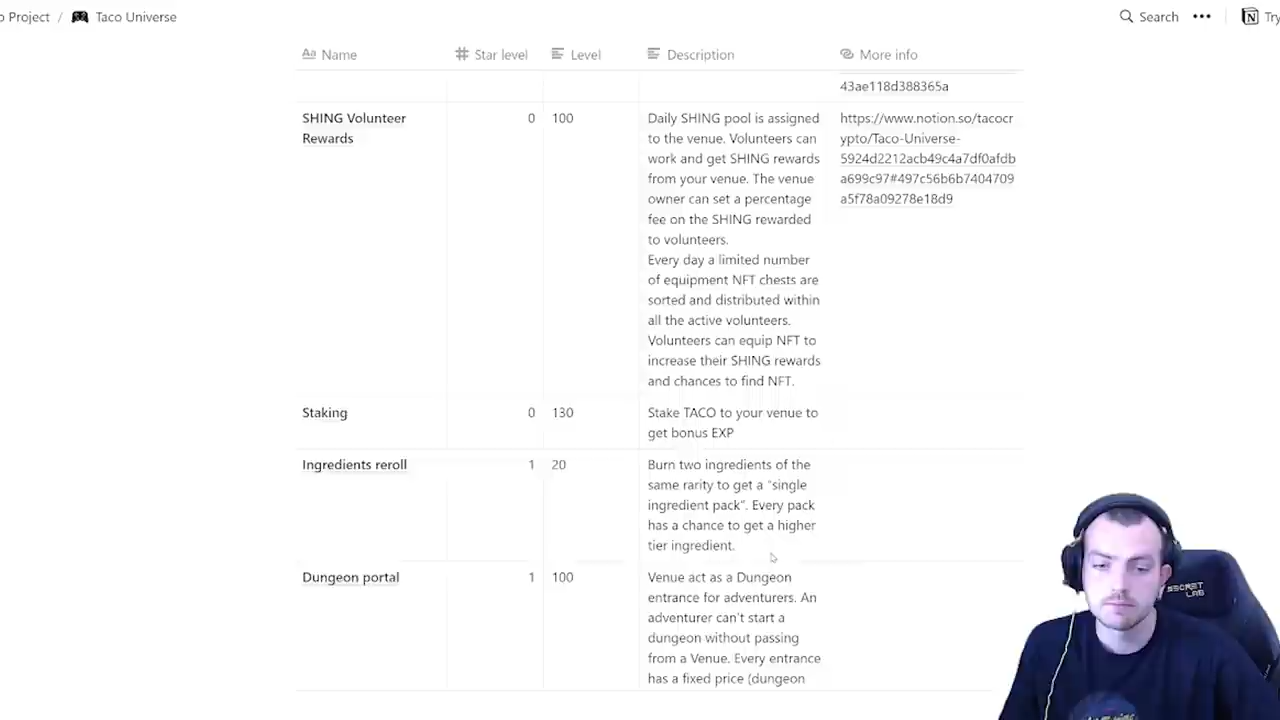 o Project / Taco Universe
Search ••• Try
Aa Name # Star level Level Description More info
43ae118d388365a
SHING Volunteer
Rewards
0
100
Daily SHING pool is assigned
to the venue. Volunteers can
work and get SHING rewards
from your venue. The venue
owner can set a percentage
fee on the SHING rewarded
to volunteers.
Every day a limited number
of equipment NFT chests are
sorted and distributed within
all the active volunteers.
Volunteers can equip NFT to
increase their SHING rewards
and chances to find NFT.
https://www.notion.so/tacocr
ypto/Taco-Universe-
5924d2212acb49c4a7df0afdb
a699c97#497c56b6b7404709
a5f78a09278e18d9
Staking
0
130
Stake TACO to your venue to
get bonus EXP
Ingredients reroll
1
20
Burn two ingredients of the
same rarity to get a "single
ingredient pack". Every pack
has a chance to get a higher
tier ingredient.
Dungeon portal
1
100
Venue act as a Dungeon
entrance for adventurers. An
adventurer can't start a
dungeon without passing
from a Venue. Every entrance
has a fixed price (dungeon
SECRET
LAB